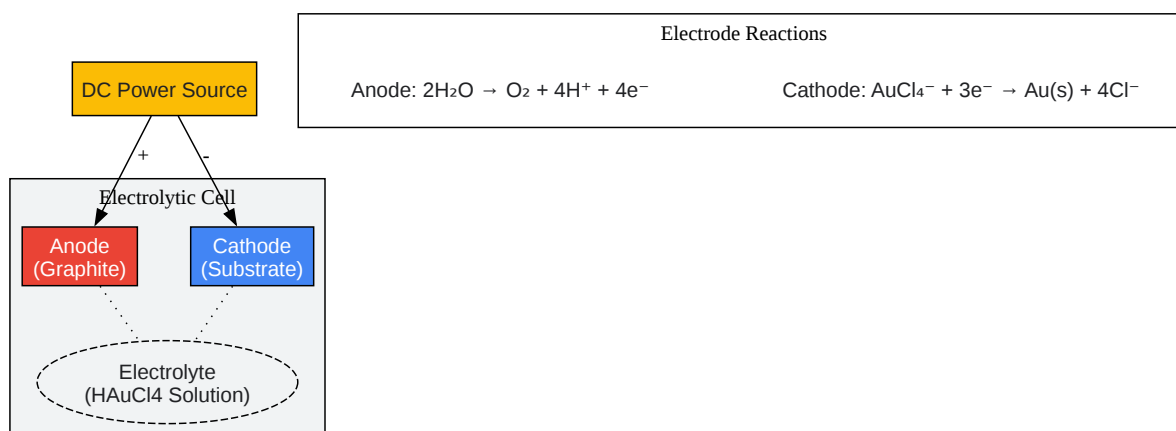 Electrode Reactions
Anode: 2H₂O → O₂ + 4H⁺ + 4e⁻
Cathode: AuCl₄⁻ + 3e⁻ → Au(s) + 4Cl⁻
DC Power Source
+
-
Electrolytic Cell
Anode
(Graphite)
Cathode
(Substrate)
Electrolyte
(HAuCl4 Solution)